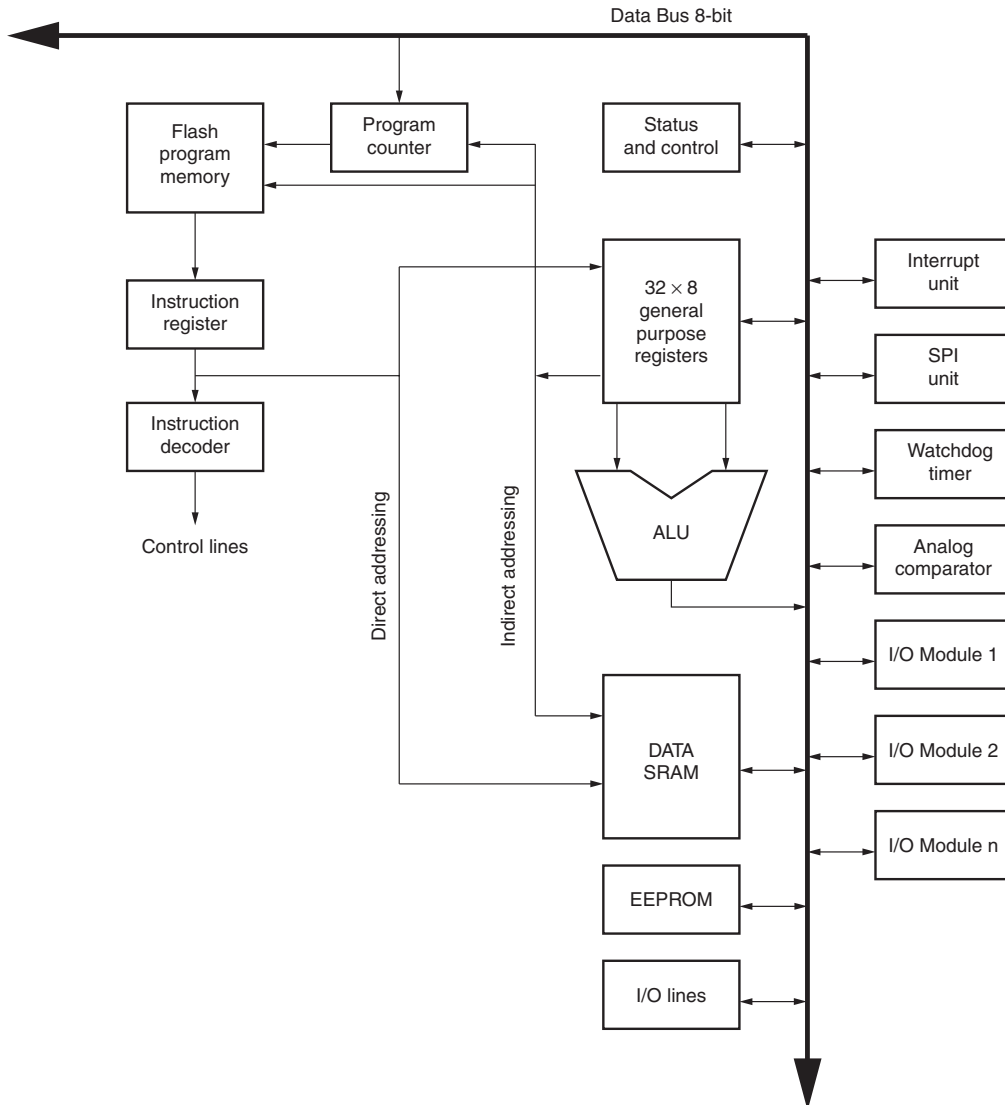 Data Bus 8-bit
Flash
program
memory
Program
counter
Status
and control
Instruction
register
32 × 8
general
purpose
registers
Interrupt
unit
SPI
unit
Instruction
decoder
Watchdog
timer
Control lines
Direct addressing
Indirect addressing
ALU
Analog
comparator
I/O Module 1
DATA
SRAM
I/O Module 2
I/O Module n
EEPROM
I/O lines